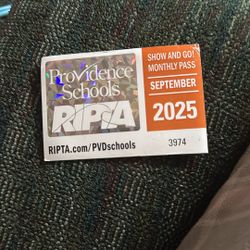 Providence
Schools
RIPTA
RIPTA.com/PVDschools
SHOW AND GO!
MONTHLY PASS
SEPTEMBER
2025
3974